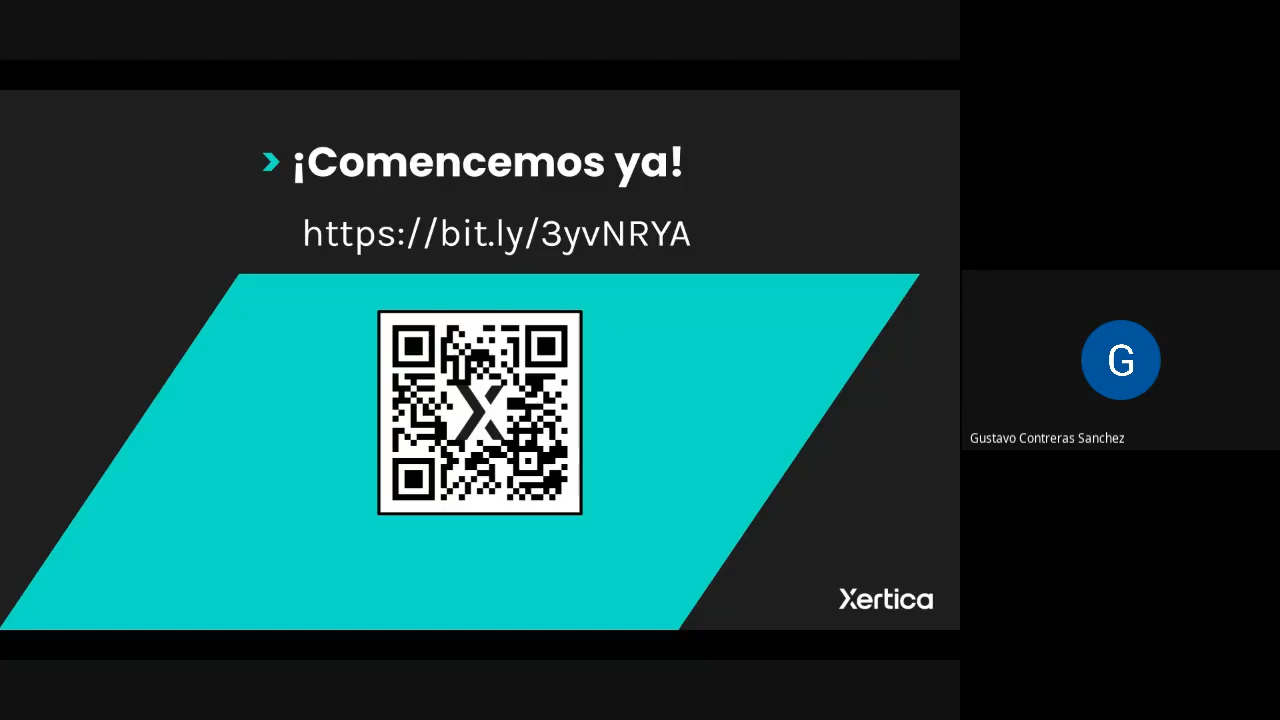 ¡Comencemos ya!
https://bit.ly/3yvNRYA
Xertica
G
Gustavo Contreras Sanchez